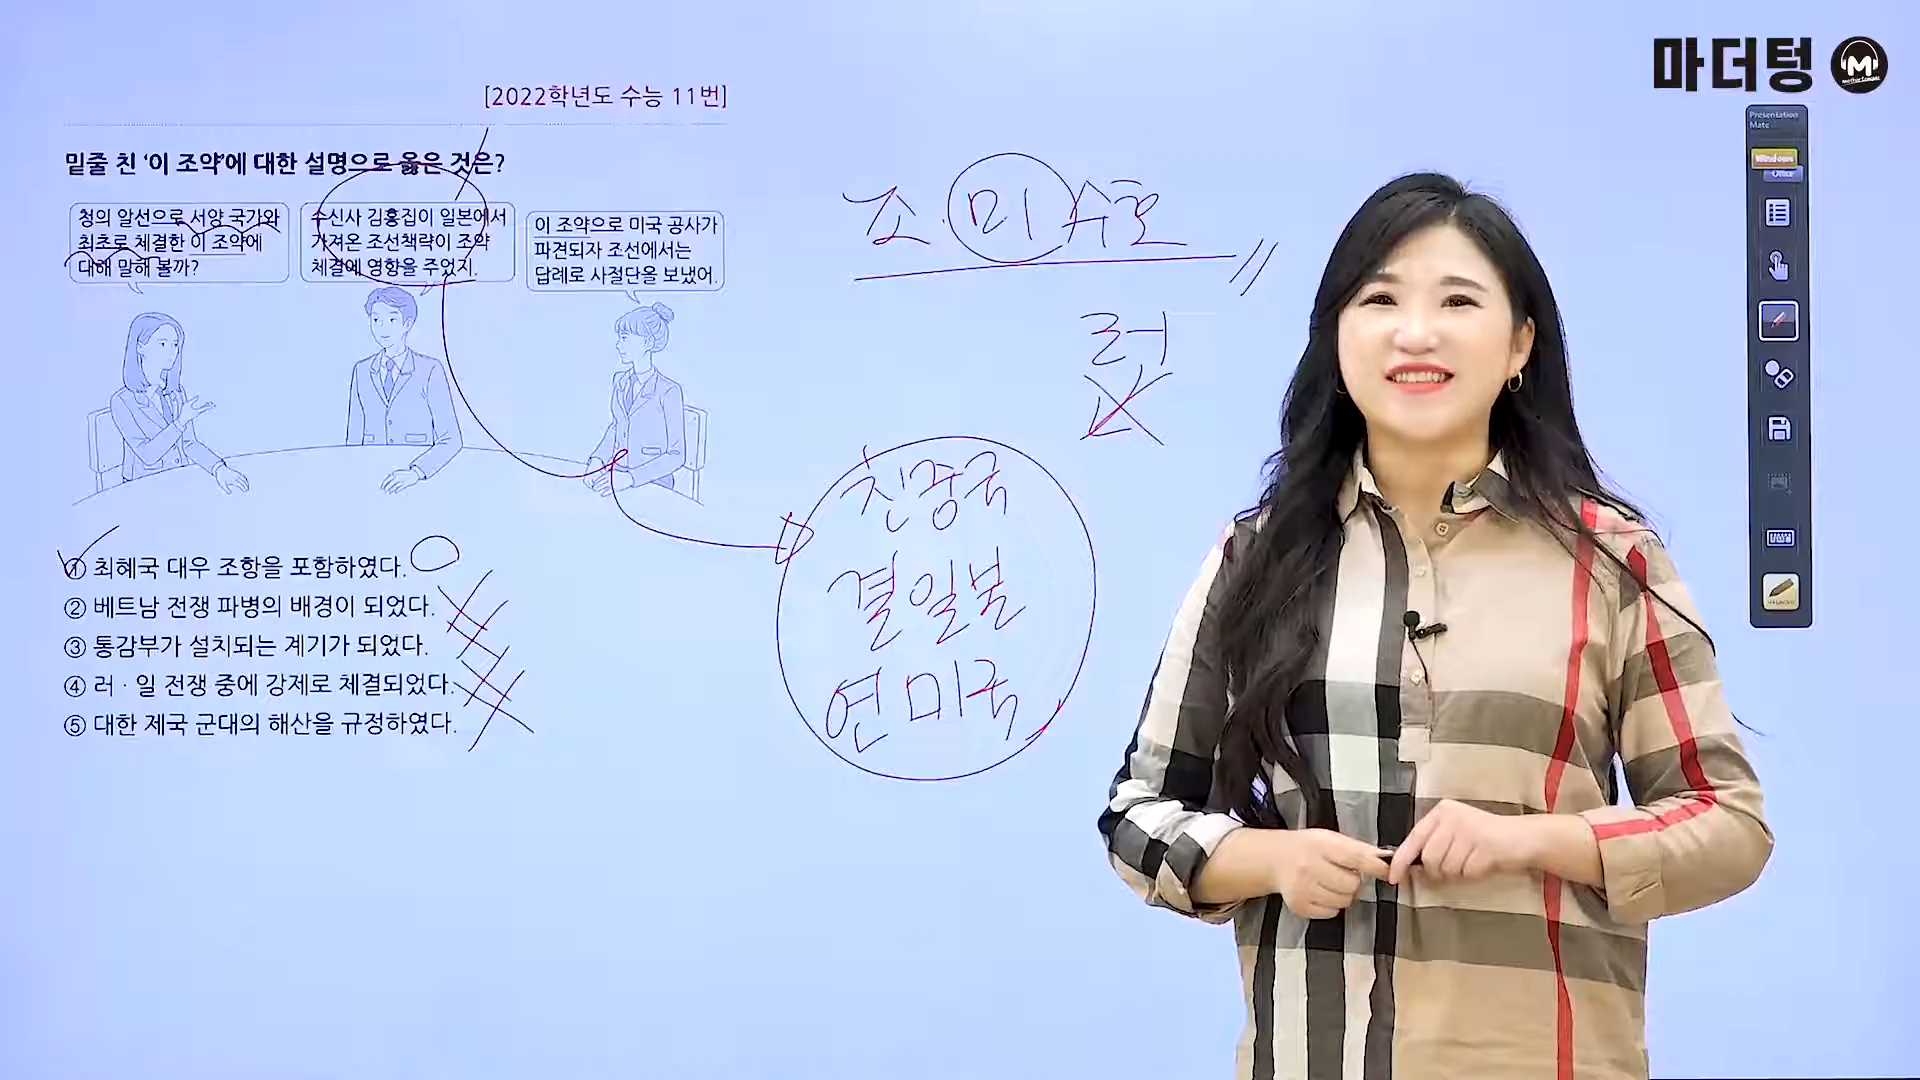 마더텅
[2022학년도 수능 11번]
밑줄 친 '이 조약'에 대한 설명으로 옳은 것은?
청의 알선으로 서양 국가와
최초로 체결한 이 조약에
대해 말해 볼까?
수신사 김홍집이 일본에서
가져온 조선책략이 조약
체결에 영향을 주었지.
이 조약으로 미국 공사가
파견되자 조선에서는
답례로 사절단을 보냈어.
① 최혜국 대우 조항을 포함하였다.
② 베트남 전쟁 파병의 배경이 되었다.
③ 통감부가 설치되는 계기가 되었다.
④ 러·일 전쟁 중에 강제로 체결되었다.
⑤ 대한 제국 군대의 해산을 규정하였다.
조·미 수호
러
친중국
결일본
연미국
Presentation
Mate
Windows
Office